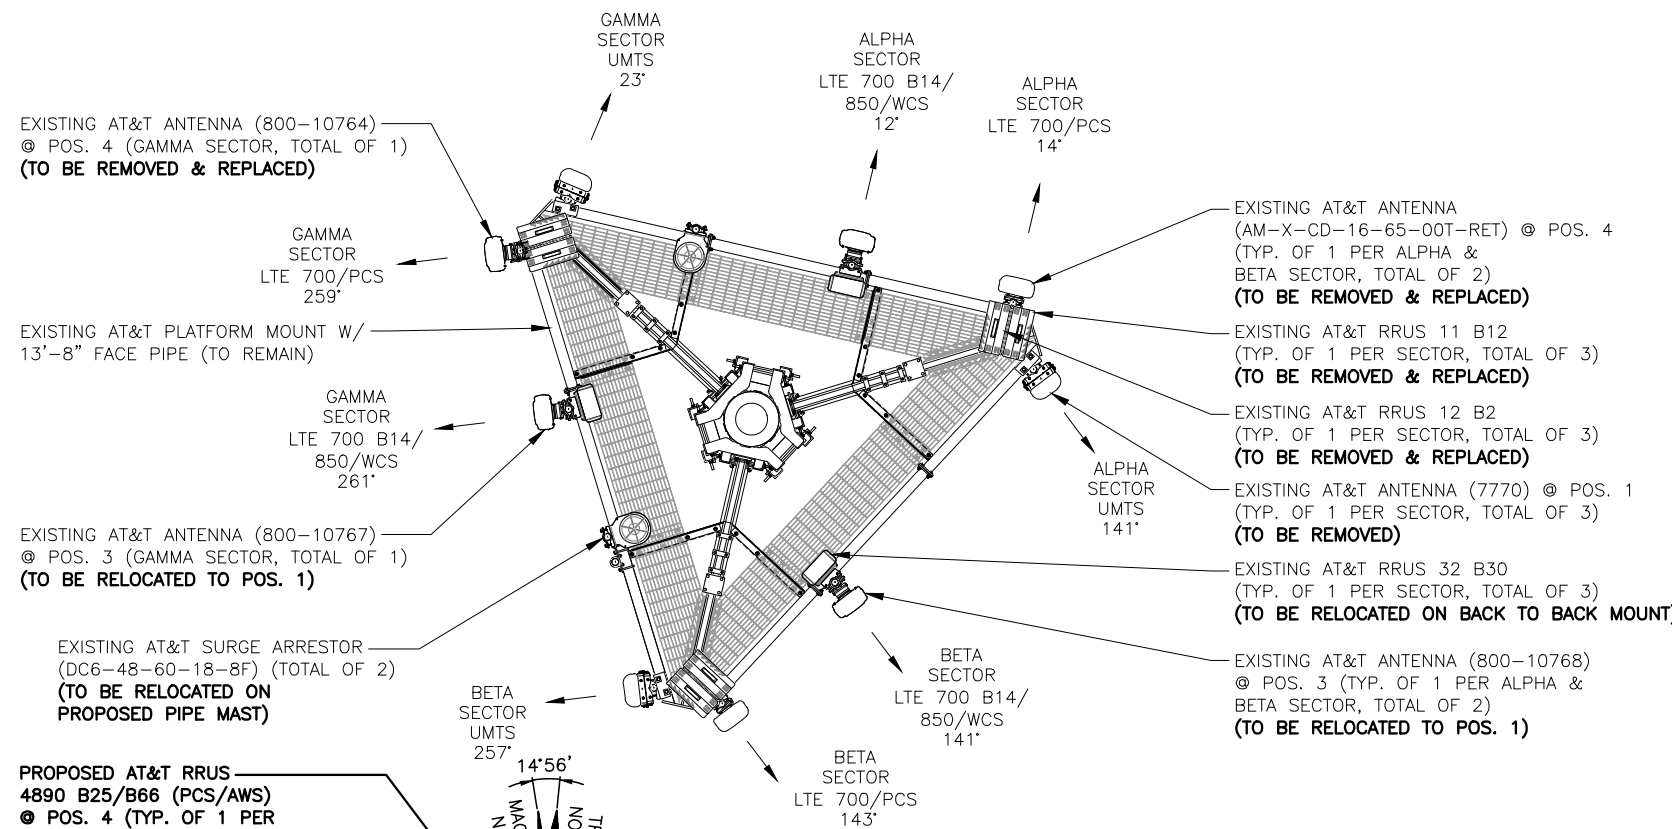 GAMMA
SECTOR
UMTS
23°
ALPHA
SECTOR
LTE 700 B14/
850/WCS
12°
ALPHA
SECTOR
LTE 700/PCS
14°
EXISTING AT&T ANTENNA (800-10764)
@ POS. 4 (GAMMA SECTOR, TOTAL OF 1)
(TO BE REMOVED & REPLACED)
GAMMA
SECTOR
LTE 700/PCS
259°
EXISTING AT&T PLATFORM MOUNT W/
13'-8" FACE PIPE (TO REMAIN)
GAMMA
SECTOR
LTE 700 B14/
850/WCS
261°
EXISTING AT&T ANTENNA (800-10767)
@ POS. 3 (GAMMA SECTOR, TOTAL OF 1)
(TO BE RELOCATED TO POS. 1)
EXISTING AT&T SURGE ARRESTOR
(DC6-48-60-18-8F) (TOTAL OF 2)
(TO BE RELOCATED ON
PROPOSED PIPE MAST)
PROPOSED AT&T RRUS
4890 B25/B66 (PCS/AWS)
@ POS. 4 (TYP. OF 1 PER
EXISTING AT&T ANTENNA
(AM-X-CD-16-65-00T-RET) @ POS. 4
(TYP. OF 1 PER ALPHA &
BETA SECTOR, TOTAL OF 2)
(TO BE REMOVED & REPLACED)
EXISTING AT&T RRUS 11 B12
(TYP. OF 1 PER SECTOR, TOTAL OF 3)
(TO BE REMOVED & REPLACED)
EXISTING AT&T RRUS 12 B2
(TYP. OF 1 PER SECTOR, TOTAL OF 3)
(TO BE REMOVED & REPLACED)
EXISTING AT&T ANTENNA (7770) @ POS. 1
(TYP. OF 1 PER SECTOR, TOTAL OF 3)
(TO BE REMOVED)
EXISTING AT&T RRUS 32 B30
(TYP. OF 1 PER SECTOR, TOTAL OF 3)
(TO BE RELOCATED ON BACK TO BACK MOUNT)
EXISTING AT&T ANTENNA (800-10768)
@ POS. 3 (TYP. OF 1 PER ALPHA &
BETA SECTOR, TOTAL OF 2)
(TO BE RELOCATED TO POS. 1)
ALPHA
SECTOR
UMTS
141°
BETA
SECTOR
LTE 700 B14/
850/WCS
141°
BETA
SECTOR
UMTS
257°
BETA
SECTOR
LTE 700/PCS
143°
14°56'